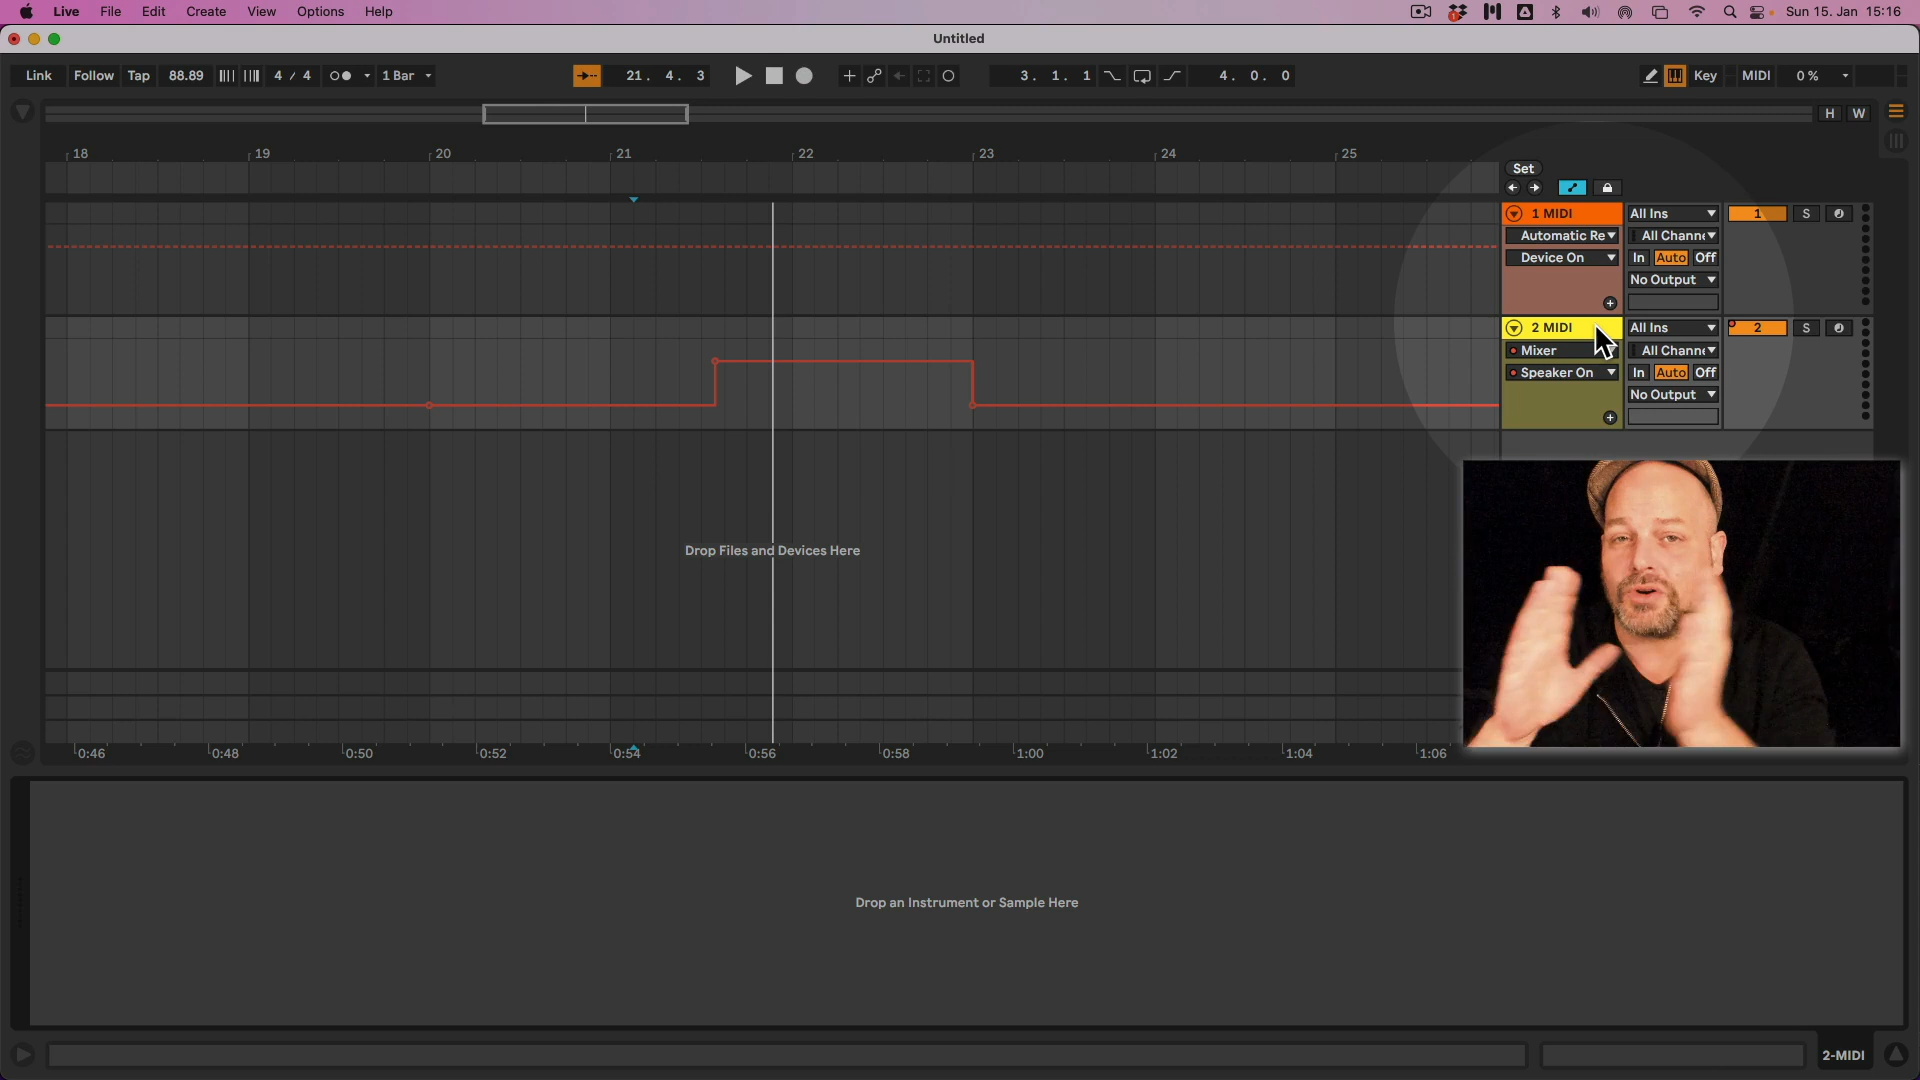 Live File Edit Create View Options Help Sun 15. Jan 15:16
Untitled
Link Follow Tap 88.89 4 / 4 1 Bar 21. 4. 3 3. 1. 1 4. 0. 0 Key MIDI 0 %
H W
18 19 20 21 22 23 24 25
Set
1 MIDI All Ins 1 S
Automatic Re All Channe
Device On In Auto Off
No Output
2 MIDI All Ins 2 S
Mixer All Channe
Speaker On In Auto Off
No Output
Drop Files and Devices Here
0:46 0:48 0:50 0:52 0:54 0:56 0:58 1:00 1:02 1:04 1:06
Drop an Instrument or Sample Here
2-MIDI